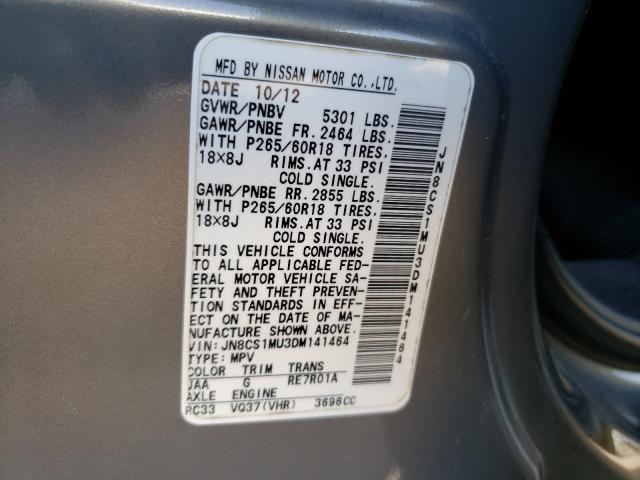 MFD BY NISSAN MOTOR CO.,LTD.
DATE 10/12
GVWR/PNBV 5301 LBS.
GAWR/PNBE FR. 2464 LBS.
WITH P265/60R18 TIRES,
18×8J RIMS.AT 33 PSI
COLD SINGLE.
GAWR/PNBE RR. 2855 LBS.
WITH P265/60R18 TIRES,
18×8J RIMS.AT 33 PSI
COLD SINGLE.
THIS VEHICLE CONFORMS
TO ALL APPLICABLE FED-
ERAL MOTOR VEHICLE SA-
FETY AND THEFT PREVEN-
TION STANDARDS IN EFF-
ECT ON THE DATE OF MA-
NUFACTURE SHOWN ABOVE.
VIN: JN8CS1MU3DM141464
TYPE: MPV
COLOR TRIM TRANS
JAA G RE7R01A
AXLE ENGINE
RC33 VQ37(VHR) 3696CC
JN8CS1MU3DM141464